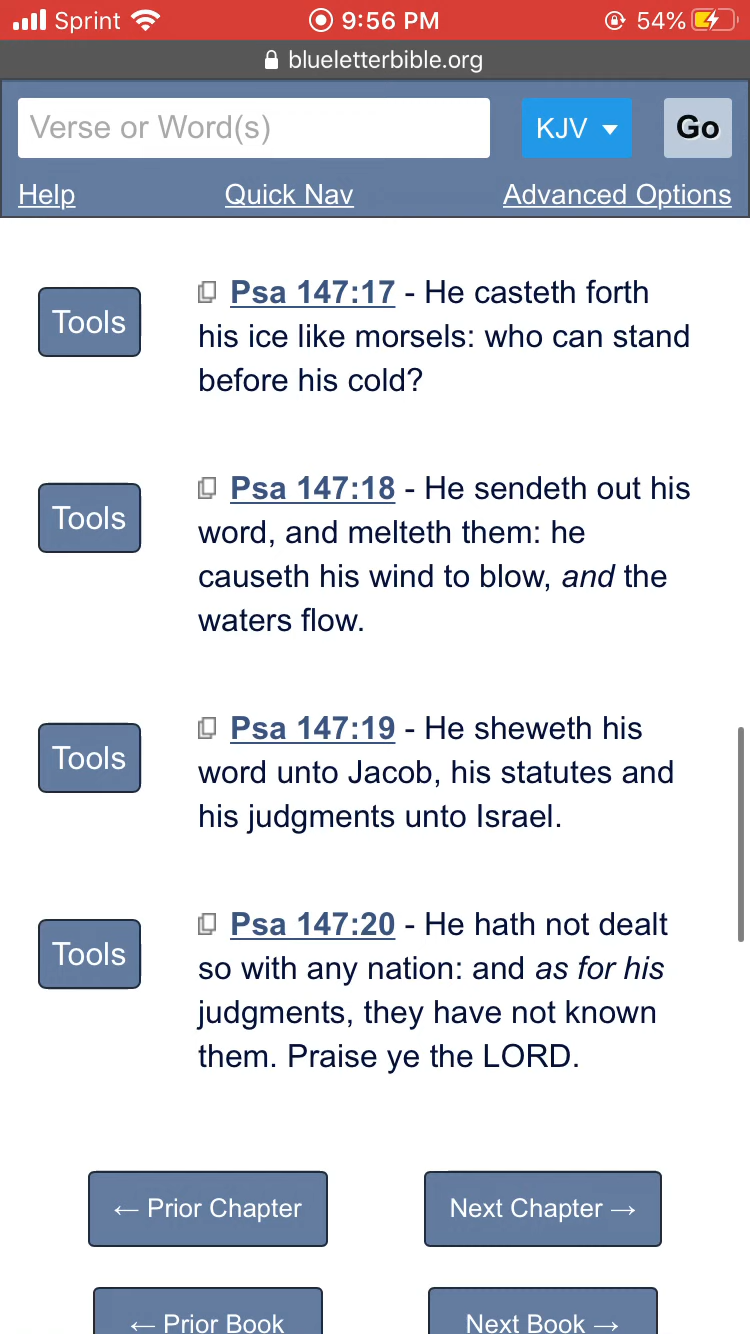 Sprint 9:56 PM 54%
blueletterbible.org
Verse or Word(s) KJV Go
Help Quick Nav Advanced Options
Tools
Psa 147:17 - He casteth forth
his ice like morsels: who can stand
before his cold?
Tools
Psa 147:18 - He sendeth out his
word, and melteth them: he
causeth his wind to blow, and the
waters flow.
Tools
Psa 147:19 - He sheweth his
word unto Jacob, his statutes and
his judgments unto Israel.
Tools
Psa 147:20 - He hath not dealt
so with any nation: and as for his
judgments, they have not known
them. Praise ye the LORD.
← Prior Chapter Next Chapter →
← Prior Book Next Book →